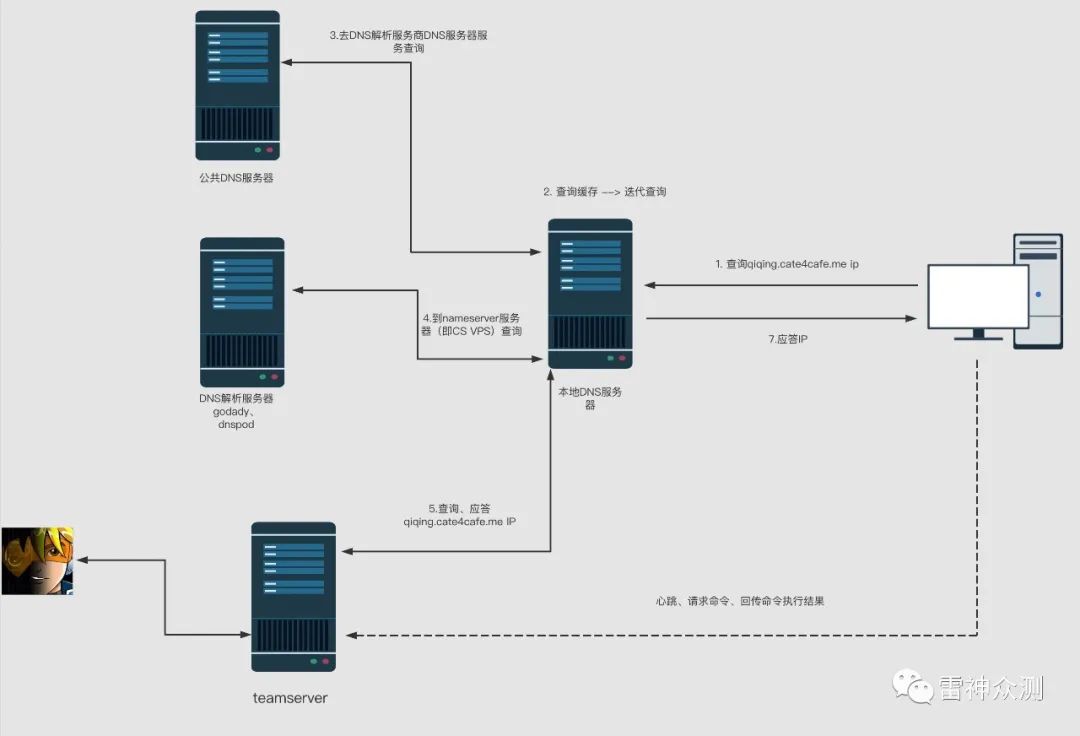 3.去DNS解析服务商DNS服务器服
务查询
公共DNS服务器
2. 查询缓存 --> 迭代查询
1. 查询qiqing.cate4cafe.me ip
4.到nameserver服务
器（即CS VPS）查询
7.应答IP
DNS解析服务器
godady、
dnspod
本地DNS服务
器
5.查询、应答
qiqing.cate4cafe.me IP
心跳、请求命令、回传命令执行结果
teamserver
雷神众测